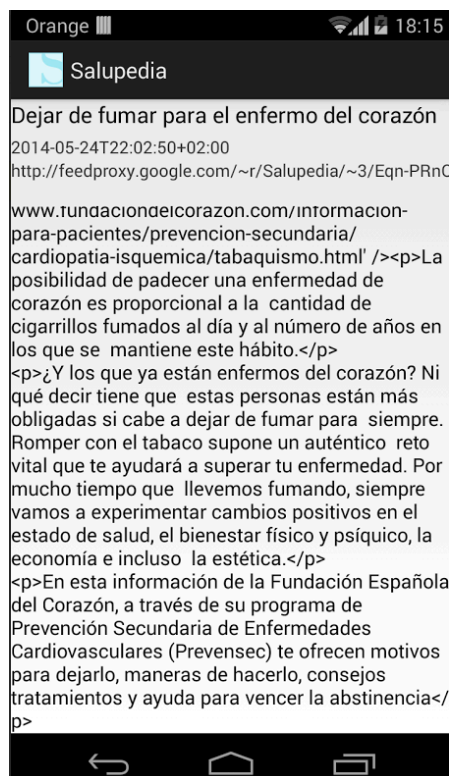 Orange
18:15
Salupedia
Dejar de fumar para el enfermo del corazón
2014-05-24T22:02:50+02:00
http://feedproxy.google.com/~r/Salupedia/~3/Eqn-PRnC
www.fundaciondelcorazon.com/informacion-
para-pacientes/prevencion-secundaria/
cardiopatia-isquemica/tabaquismo.html' /><p>La
posibilidad de padecer una enfermedad de
corazón es proporcional a la  cantidad de
cigarrillos fumados al día y al número de años en
los que se  mantiene este hábito.</p>
<p>¿Y los que ya están enfermos del corazón? Ni
qué decir tiene que  estas personas están más
obligadas si cabe a dejar de fumar para  siempre.
Romper con el tabaco supone un auténtico  reto
vital que te ayudará a superar tu enfermedad. Por
mucho tiempo que  llevemos fumando, siempre
vamos a experimentar cambios positivos en el
estado de salud, el bienestar físico y psíquico, la
economía e incluso  la estética.</p>
<p>En esta información de la Fundación Española
del Corazón, a través de su programa de
Prevención Secundaria de Enfermedades
Cardiovasculares (Prevensec) te ofrecen motivos
para dejarlo, maneras de hacerlo, consejos
tratamientos y ayuda para vencer la abstinencia</
p>